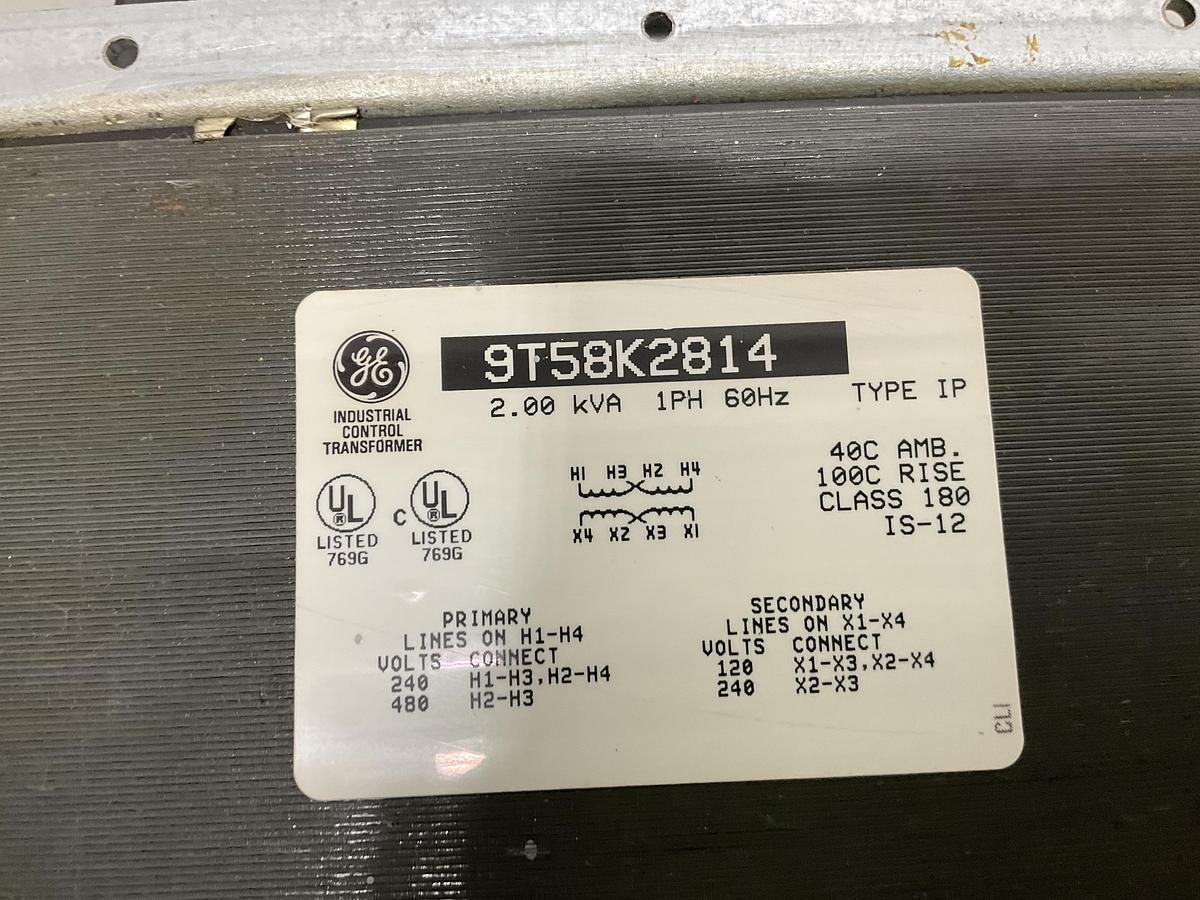 9T58K2814
2.00 kVA 1PH 60Hz TYPE IP
GE
INDUSTRIAL
CONTROL
TRANSFORMER
40C AMB.
100C RISE
CLASS 180
IS-12
H1 H3 H2 H4
X4 X2 X3 X1
UL
®
LISTED
769G
C UL
®
LISTED
769G
PRIMARY
LINES ON H1-H4
VOLTS CONNECT
240 H1-H3,H2-H4
480 H2-H3
SECONDARY
LINES ON X1-X4
VOLTS CONNECT
120 X1-X3,X2-X4
240 X2-X3
CLI